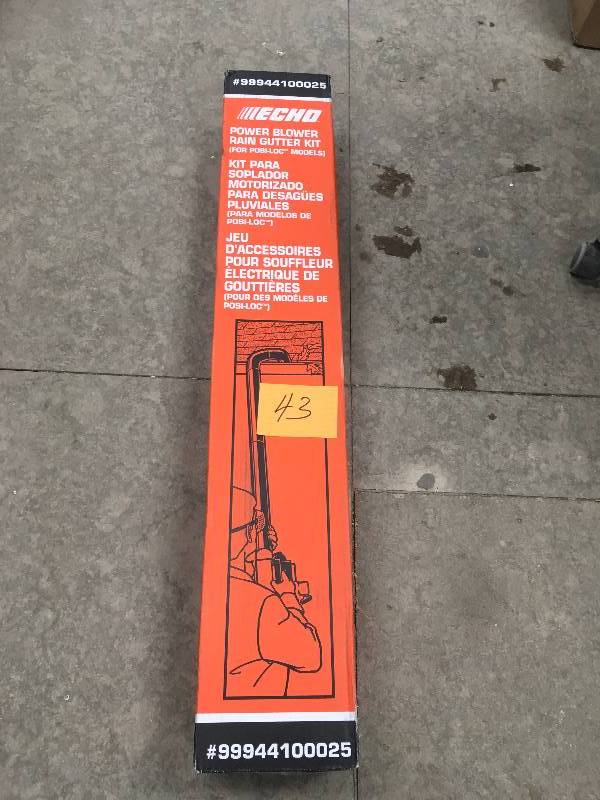 #99944100025
ECHO
POWER BLOWER
RAIN GUTTER KIT
(FOR POSI-LOC™ MODELS)
KIT PARA
SOPLADOR
MOTORIZADO
PARA DESAGÜES
PLUVIALES
(PARA MODELOS DE
POSI-LOC™)
JEU
D'ACCESSOIRES
POUR SOUFFLEUR
ÉLECTRIQUE DE
GOUTTIÈRES
(POUR DES MODÈLES DE
POSI-LOC™)
43
#99944100025